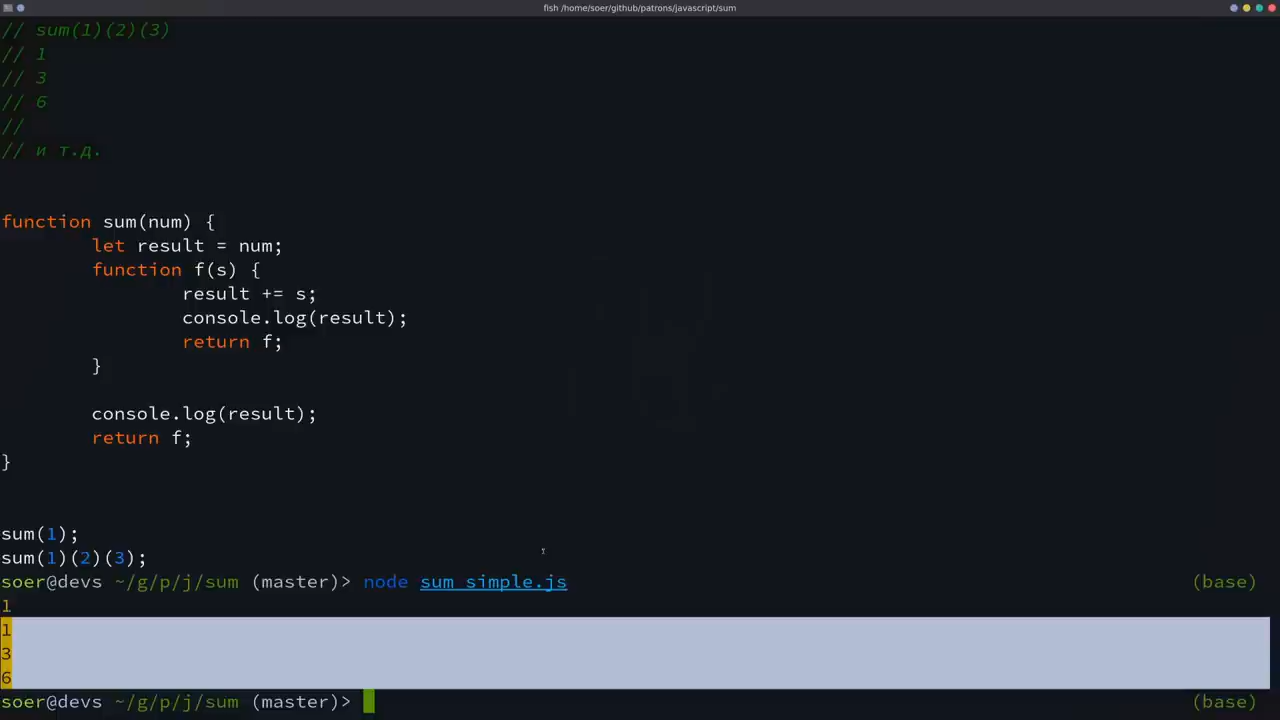 fish /home/soer/github/patrons/javascript/sum
// sum(1)(2)(3)
// 1
// 3
// 6
//
// и т.д.
function sum(num) {
let result = num;
function f(s) {
result += s;
console.log(result);
return f;
}
console.log(result);
return f;
}
sum(1);
sum(1)(2)(3);
soer@devs ~/g/p/j/sum (master)> node sum_simple.js (base)
1
1
3
6
soer@devs ~/g/p/j/sum (master)> (base)